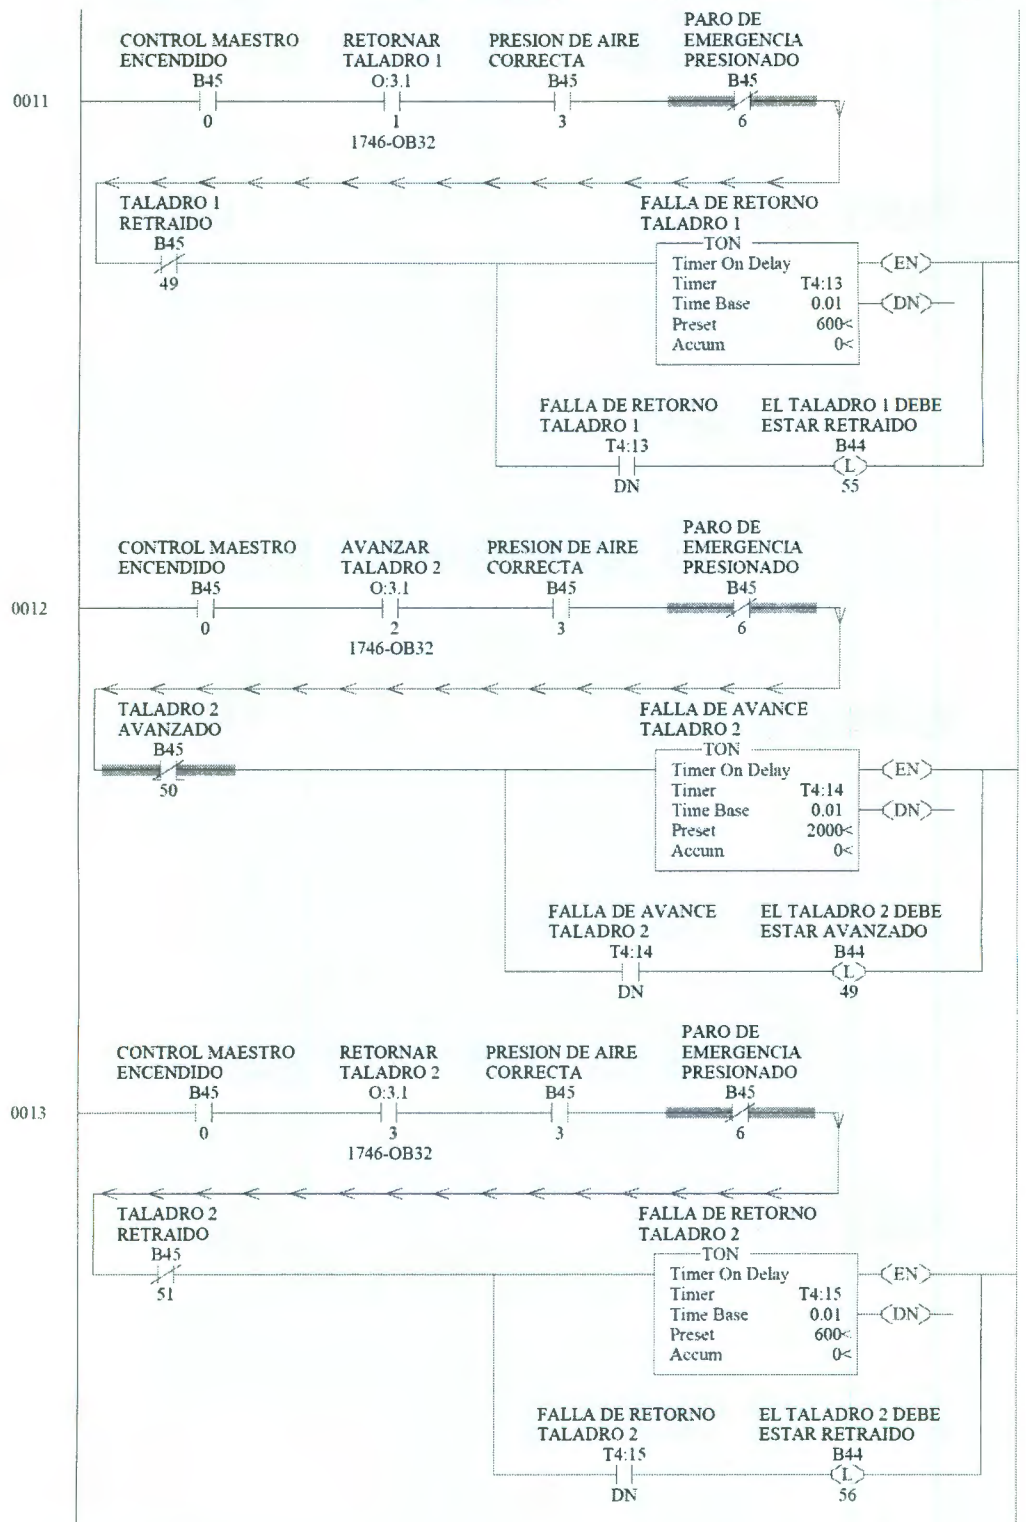 CONTROL MAESTRO ENCENDIDO
B45
0
RETORNAR TALADRO 1
O:3.1
1
1746-OB32
PRESION DE AIRE CORRECTA
B45
3
PARO DE EMERGENCIA PRESIONADO
B45
6
0011
TALADRO 1 RETRAIDO
B45
49
FALLA DE RETORNO TALADRO 1
TON
Timer On Delay
Timer T4:13
Time Base 0.01
Preset 600<
Accum 0<
EN
DN
FALLA DE RETORNO TALADRO 1
T4:13
DN
EL TALADRO 1 DEBE ESTAR RETRAIDO
B44
L
55
CONTROL MAESTRO ENCENDIDO
B45
0
AVANZAR TALADRO 2
O:3.1
2
1746-OB32
PRESION DE AIRE CORRECTA
B45
3
PARO DE EMERGENCIA PRESIONADO
B45
6
0012
TALADRO 2 AVANZADO
B45
50
FALLA DE AVANCE TALADRO 2
TON
Timer On Delay
Timer T4:14
Time Base 0.01
Preset 2000<
Accum 0<
EN
DN
FALLA DE AVANCE TALADRO 2
T4:14
DN
EL TALADRO 2 DEBE ESTAR AVANZADO
B44
L
49
CONTROL MAESTRO ENCENDIDO
B45
0
RETORNAR TALADRO 2
O:3.1
3
1746-OB32
PRESION DE AIRE CORRECTA
B45
3
PARO DE EMERGENCIA PRESIONADO
B45
6
0013
TALADRO 2 RETRAIDO
B45
51
FALLA DE RETORNO TALADRO 2
TON
Timer On Delay
Timer T4:15
Time Base 0.01
Preset 600<
Accum 0<
EN
DN
FALLA DE RETORNO TALADRO 2
T4:15
DN
EL TALADRO 2 DEBE ESTAR RETRAIDO
B44
L
56